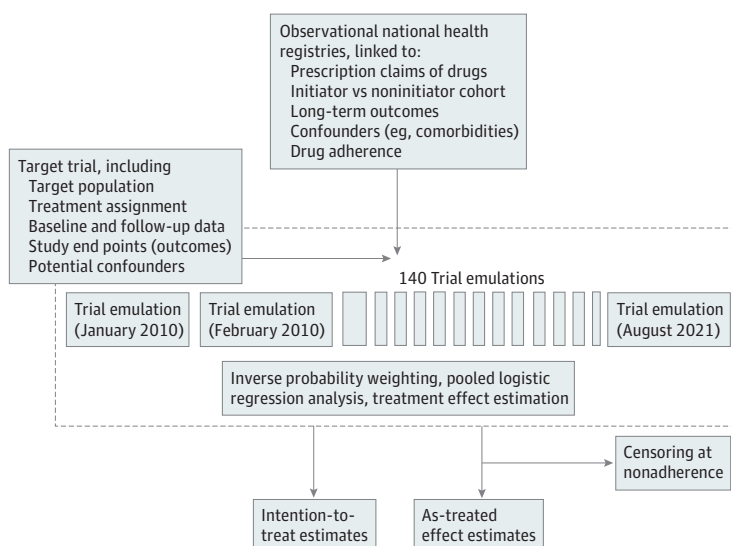 Observational national health
registries, linked to:
Prescription claims of drugs
Initiator vs noninitiator cohort
Long-term outcomes
Confounders (eg, comorbidities)
Drug adherence
Target trial, including
Target population
Treatment assignment
Baseline and follow-up data
Study end points (outcomes)
Potential confounders
140 Trial emulations
Trial emulation
(January 2010)
Trial emulation
(February 2010)
Trial emulation
(August 2021)
Inverse probability weighting, pooled logistic
regression analysis, treatment effect estimation
Censoring at
nonadherence
Intention-to-
treat estimates
As-treated
effect estimates